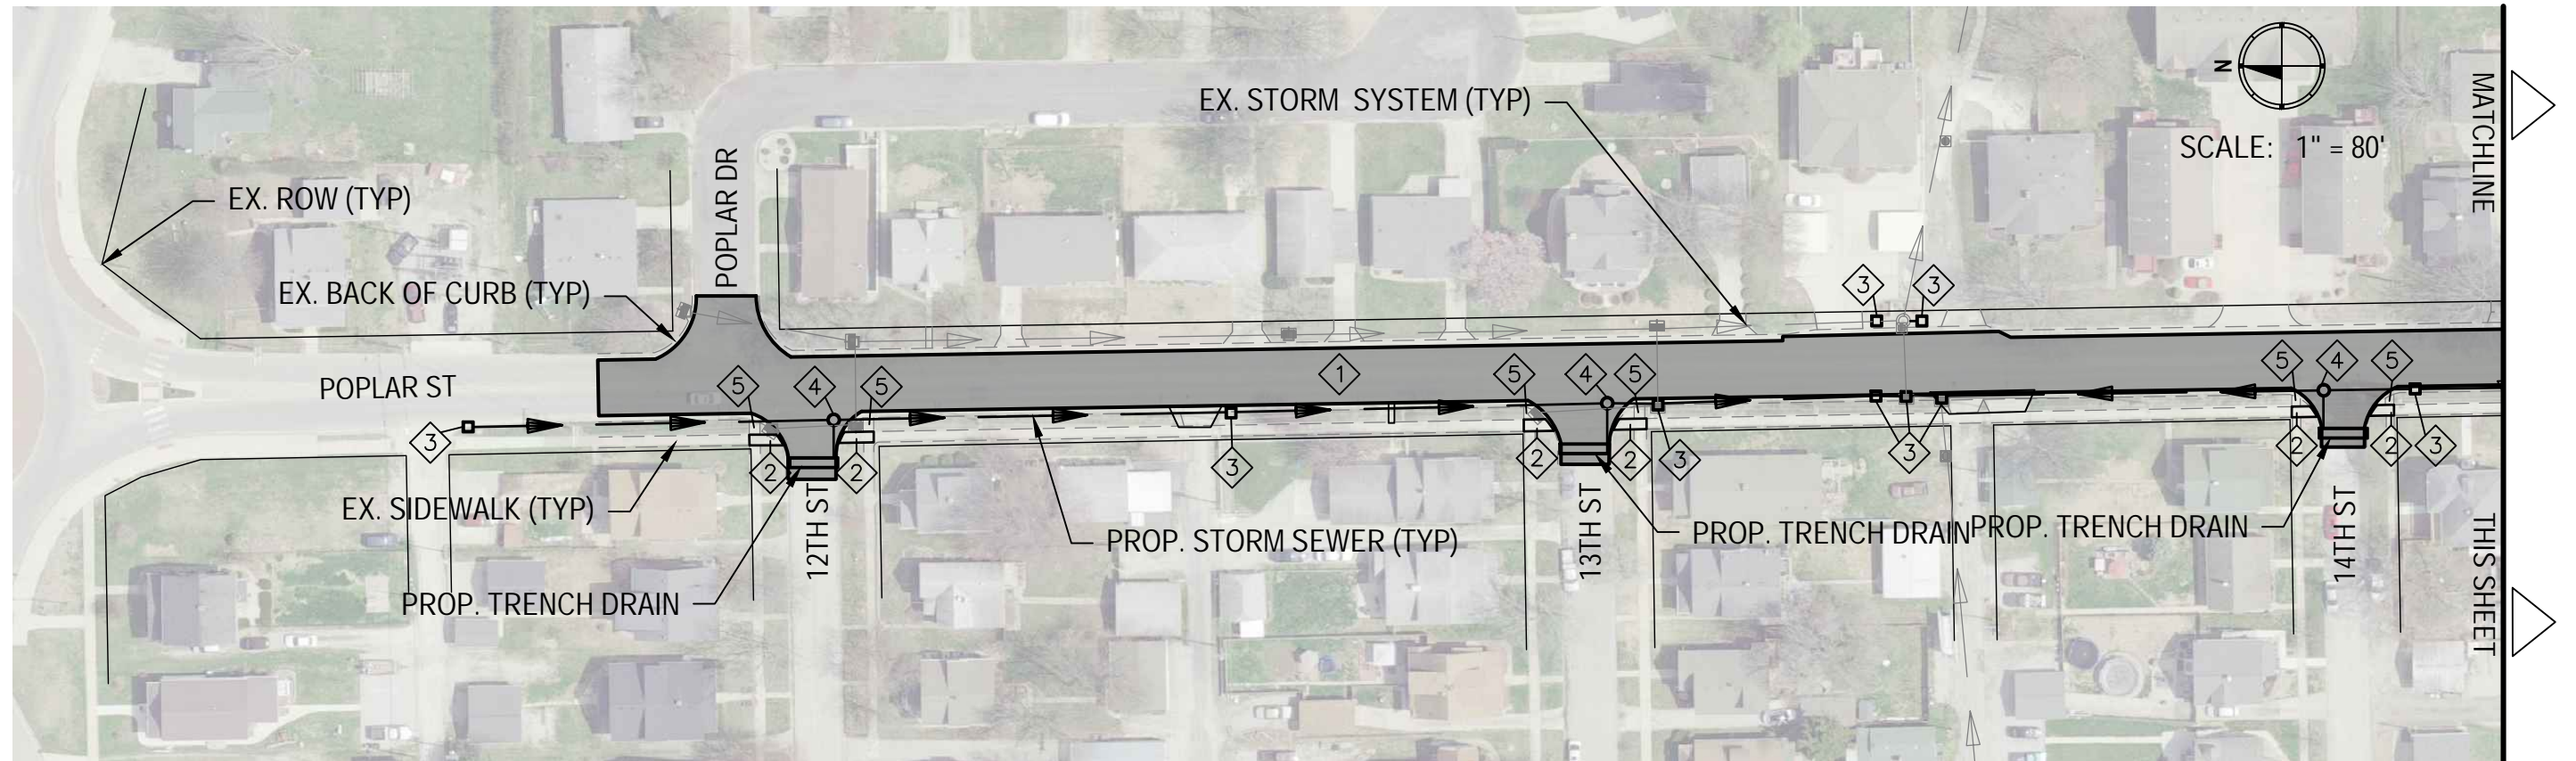 EX. STORM SYSTEM (TYP)
N
SCALE: 1" = 80'
MATCHLINE
POPLAR DR
EX. ROW (TYP)
EX. BACK OF CURB (TYP)
3
3
POPLAR ST
5
4
5
1
5
4
5
5
4
5
3
2
2
3
2
2
3
3
2
2
3
EX. SIDEWALK (TYP)
12TH ST
PROP. STORM SEWER (TYP)
13TH ST
PROP. TRENCH DRAIN
PROP. TRENCH DRAIN
14TH ST
THIS SHEET
PROP. TRENCH DRAIN